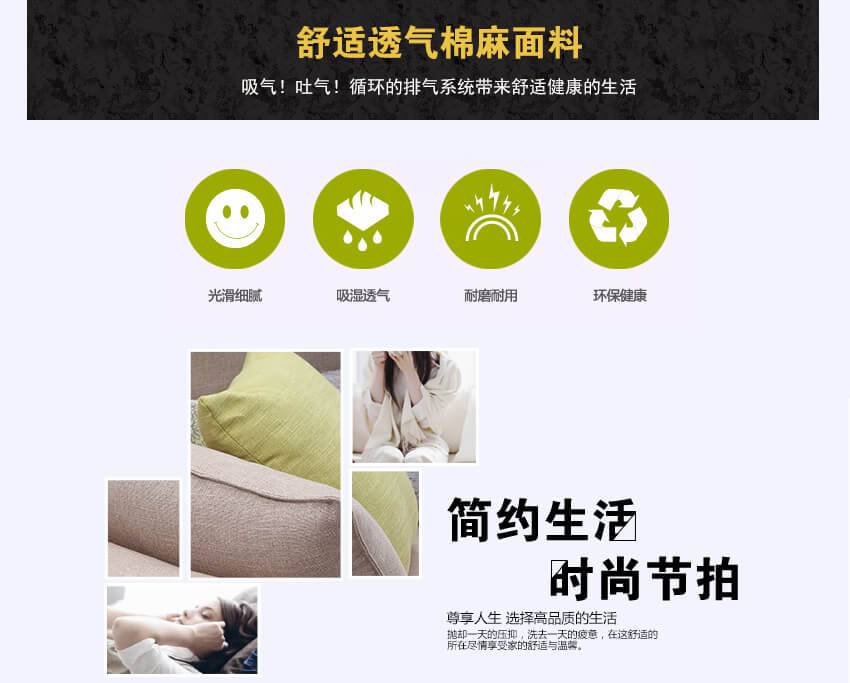 舒适透气棉麻面料
吸气！吐气！循环的排气系统带来舒适健康的生活
光滑细腻
吸湿透气
耐磨耐用
环保健康
简约生活
时尚节拍
尊享人生 选择高品质的生活
抛却一天的压抑，洗去一天的疲意，在这舒适的
所在尽情享受家的舒适与温馨。